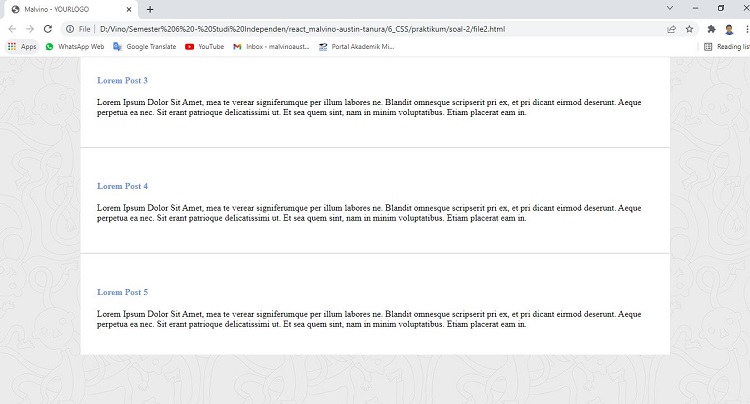 Malvino - YOURLOGO
File D:/Vino/Semester%206%20-%20Studi%20Independen/react_malvino-austin-tanura/6_CSS/praktikum/soal-2/file2.html
Apps WhatsApp Web Google Translate YouTube Inbox - malvinoaust... Portal Akademik Mi... Reading list
Lorem Post 3
Lorem Ipsum Dolor Sit Amet, mea te verear signiferumque per illum labores ne. Blandit omnesque scripserit pri ex, et pri dicant eirmod deserunt. Aeque
perpetua ea nec. Sit erant patrioque delicatissimi ut. Et sea quem sint, nam in minim voluptatibus. Etiam placerat eam in.
Lorem Post 4
Lorem Ipsum Dolor Sit Amet, mea te verear signiferumque per illum labores ne. Blandit omnesque scripserit pri ex, et pri dicant eirmod deserunt. Aeque
perpetua ea nec. Sit erant patrioque delicatissimi ut. Et sea quem sint, nam in minim voluptatibus. Etiam placerat eam in.
Lorem Post 5
Lorem Ipsum Dolor Sit Amet, mea te verear signiferumque per illum labores ne. Blandit omnesque scripserit pri ex, et pri dicant eirmod deserunt. Aeque
perpetua ea nec. Sit erant patrioque delicatissimi ut. Et sea quem sint, nam in minim voluptatibus. Etiam placerat eam in.